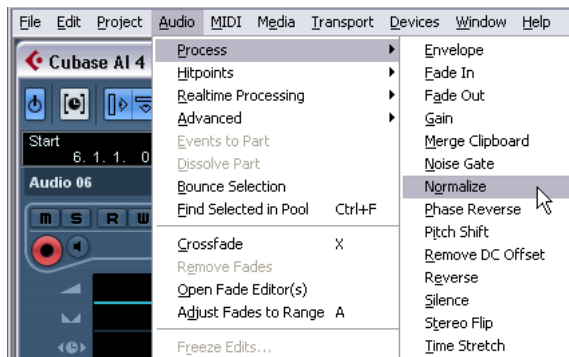 File Edit Project Audio MIDI Media Transport Devices Window Help
Cubase AI 4
Start
6. 1. 1. 0
Audio 06
M S R W
Process
Hitpoints
Realtime Processing
Advanced
Events to Part
Dissolve Part
Bounce Selection
Find Selected in Pool Ctrl+F
Crossfade X
Remove Fades
Open Fade Editor(s)
Adjust Fades to Range A
Freeze Edits...
Envelope
Fade In
Fade Out
Gain
Merge Clipboard
Noise Gate
Normalize
Phase Reverse
Pitch Shift
Remove DC Offset
Reverse
Silence
Stereo Flip
Time Stretch